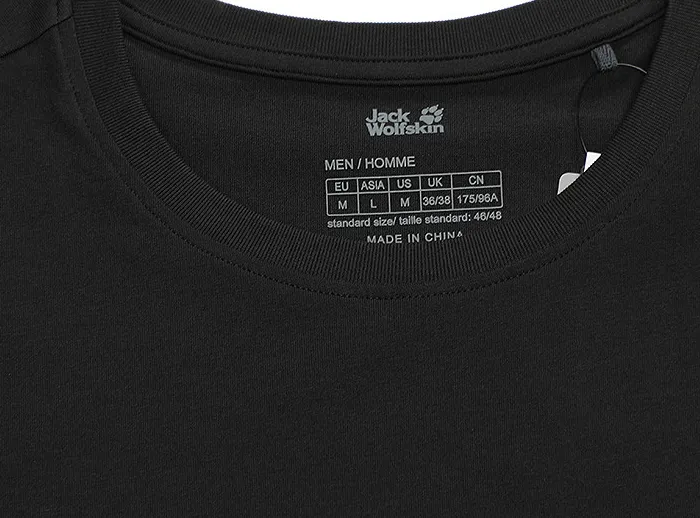 Jack
Wolfskin
MEN / HOMME
EU ASIA US UK CN
M L M 36/38 175/96A
standard size/ taille standard: 46/48
MADE IN CHINA